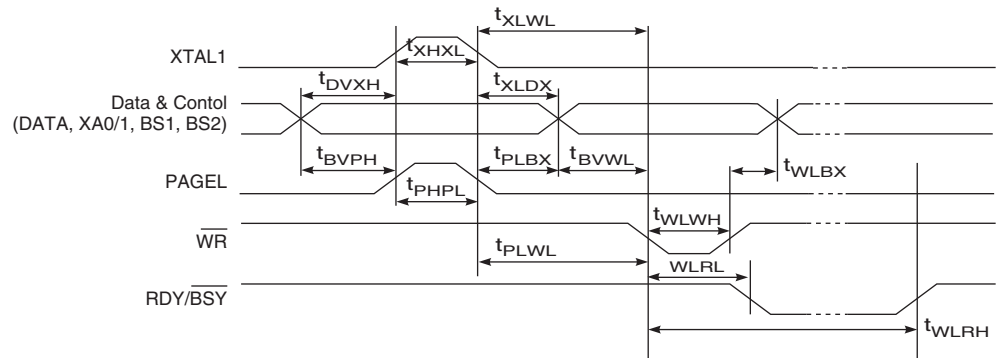 tXLWL
XTAL1
tXHXL
tDVXH
tXLDX
Data & Contol
(DATA, XA0/1, BS1, BS2)
tBVPH
tPLBX
tBVWL
tWLBX
PAGEL
tPHPL
tWLWH
WR
tPLWL
WLRL
RDY/BSY
tWLRH